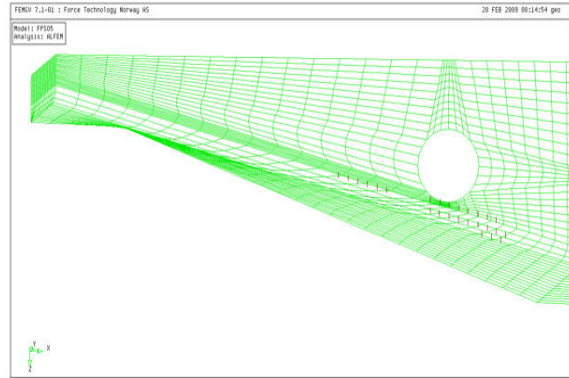 FEMGV 7.1-01 : Force Technology Norway AS
20 FEB 2009 08:14:54 geo
Model: FPSO5
Analysis: ALFEM
Y
X
Z